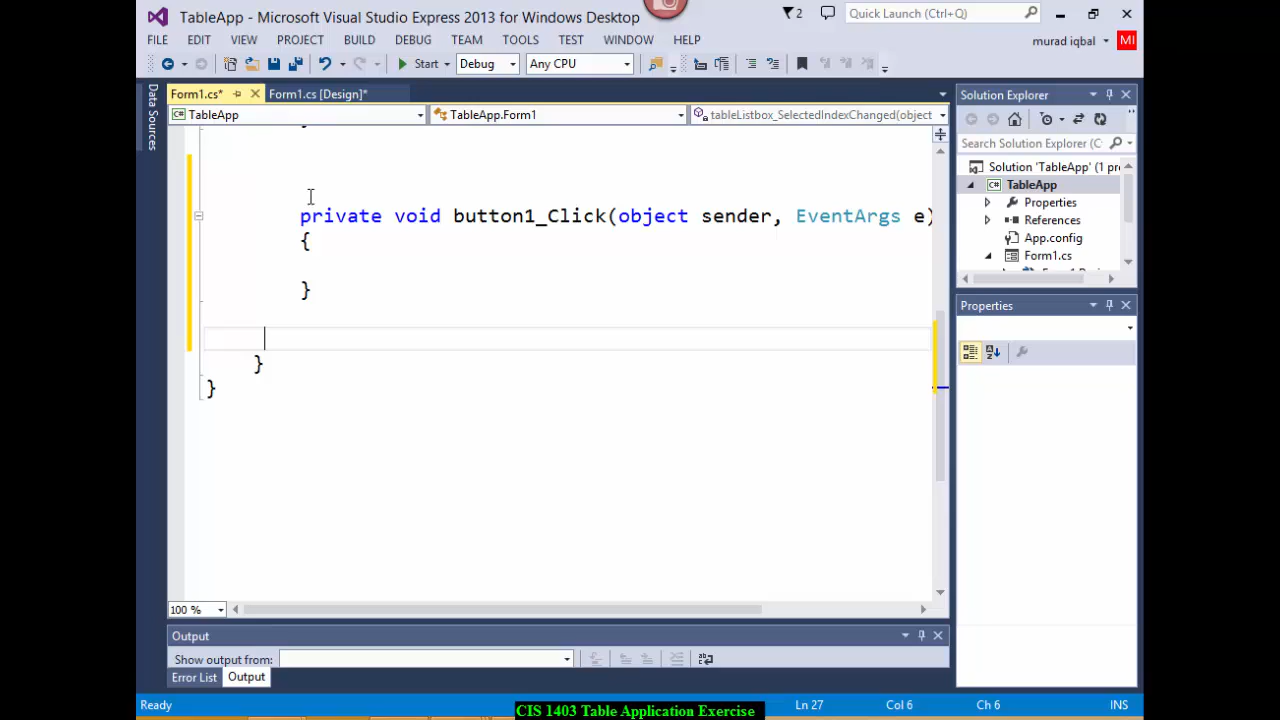 TableApp - Microsoft Visual Studio Express 2013 for Windows Desktop
2
Quick Launch (Ctrl+Q)
FILE EDIT VIEW PROJECT BUILD DEBUG TEAM TOOLS TEST WINDOW HELP
murad iqbal
MI
Start
Debug
Any CPU
Data Sources
Form1.cs*
Form1.cs [Design]*
TableApp
TableApp.Form1
tableListbox_SelectedIndexChanged(object
private void button1_Click(object sender, EventArgs e)
{
}
}
}
100 %
Solution Explorer
Search Solution Explorer (C
Solution 'TableApp' (1 pr
C# TableApp
Properties
References
App.config
Form1.cs
Properties
Output
Show output from:
Error List
Output
Ready
Ln 27
Col 6
Ch 6
INS
CIS 1403 Table Application Exercise